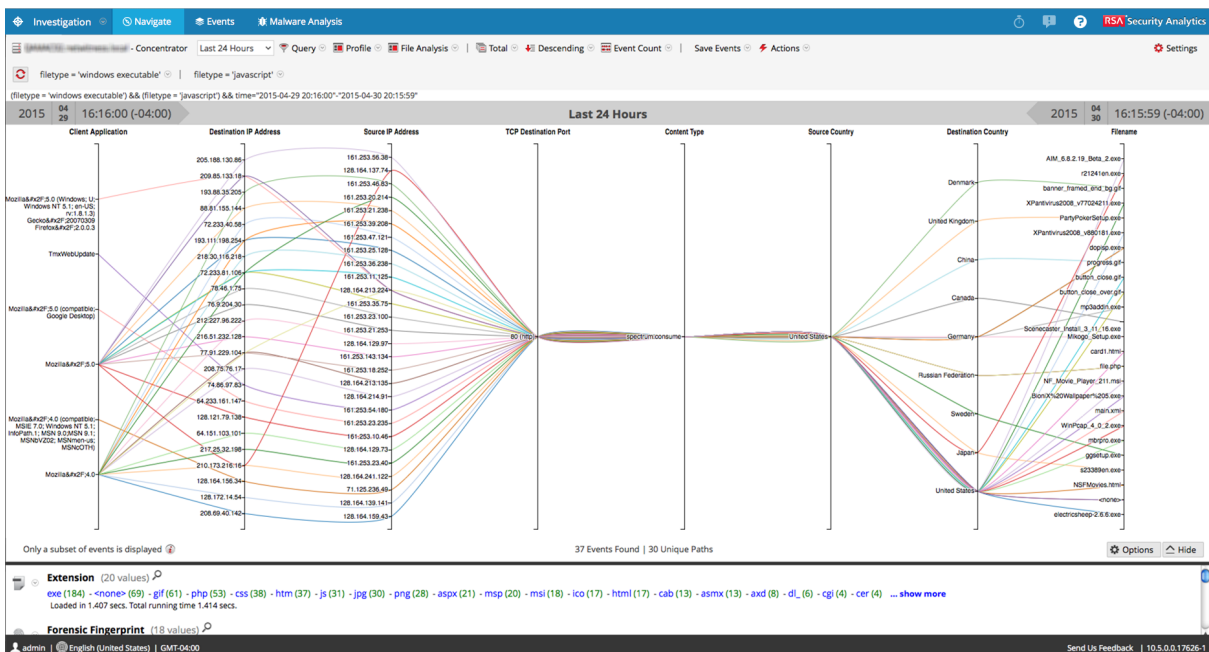 Investigation Navigate Events Malware Analysis RSA Security Analytics
- Concentrator Last 24 Hours Query Profile File Analysis | Total Descending Event Count | Save Events Actions Settings
filetype = 'windows executable' | filetype = 'javascript'
(filetype = 'windows executable') && (filetype = 'javascript') && time="2015-04-29 20:16:00"-"2015-04-30 20:15:59"
2015 04 29 16:16:00 (-04:00) Last 24 Hours 2015 04 30 16:15:59 (-04:00)
Client Application Destination IP Address Source IP Address TCP Destination Port Content Type Source Country Destination Country Filename
Mozilla&#x2F;5.0 (Windows; U;
Windows NT 5.1; en-US;
rv:1.8.1.3)
Gecko&#x2F;20070309
Firefox&#x2F;2.0.0.3
TmxWebUpdate
Mozilla&#x2F;5.0 (compatible;
Google Desktop)
Mozilla&#x2F;5.0
Mozilla&#x2F;4.0 (compatible;
MSIE 7.0; Windows NT 5.1;
InfoPath.1; MSN 9.0;MSN 9.1;
MSNbVZ02; MSNmen-us;
MSNcOTH)
Mozilla&#x2F;4.0
205.188.130.86
209.85.133.18
193.88.35.205
88.81.155.144
72.233.40.58
193.111.198.254
218.30.116.218
72.233.81.106
78.46.1.75
76.9.204.30
212.227.96.222
216.51.232.128
77.91.229.104
208.75.76.17
74.86.97.83
64.233.161.147
128.121.79.138
64.151.103.101
217.25.32.198
210.173.216.16
128.164.156.34
128.172.14.54
208.69.40.142
161.253.56.38
128.164.137.74
161.253.46.83
161.253.20.214
161.253.21.238
161.253.39.208
161.253.47.121
161.253.25.128
161.253.36.238
161.253.11.125
128.164.213.224
161.253.35.75
161.253.23.100
161.253.21.253
128.164.129.97
161.253.143.134
161.253.18.252
128.164.213.135
128.164.214.91
161.253.54.180
161.253.23.235
161.253.10.46
128.164.129.73
161.253.23.40
128.164.241.122
71.125.236.49
128.164.139.141
128.164.159.43
80 (http)
spectrum:consume
United States
Denmark
United Kingdom
China
Canada
Germany
Russian Federation
Sweden
Japan
United States
AIM_6.8.2.19_Beta_2.exe
r21241en.exe
banner_framed_end_bg.gif
XPantivirus2008_v77024211.exe
PartyPokerSetup.exe
XPantivirus2008_v880181.exe
dopisp.exe
progress.gif
button_close.gif
button_close_over.gif
mp3addin.exe
Scenecaster_Install_3_11_16.exe
Mikogo_Setup.exe
card1.html
file.php
NF_Movie_Player_211.msi
BioniX%20Wallpaper%205.exe
main.xml
WinPcap_4_0_2.exe
mbrpro.exe
ggsetup.exe
s23389en.exe
NSFMovies.html
<none>
electricsheep-2.6.6.exe
Only a subset of events is displayed 37 Events Found | 30 Unique Paths Options Hide
Extension (20 values)
exe (184) - <none> (69) - gif (61) - php (53) - css (38) - htm (37) - js (31) - jpg (30) - png (28) - aspx (21) - msp (20) - msi (18) - ico (17) - html (17) - cab (13) - asmx (13) - axd (8) - dl_ (6) - cgi (4) - cer (4) ... show more
Loaded in 1.407 secs. Total running time 1.414 secs.
Forensic Fingerprint (18 values)
admin | English (United States) | GMT-04:00 Send Us Feedback | 10.5.0.0.17626-1